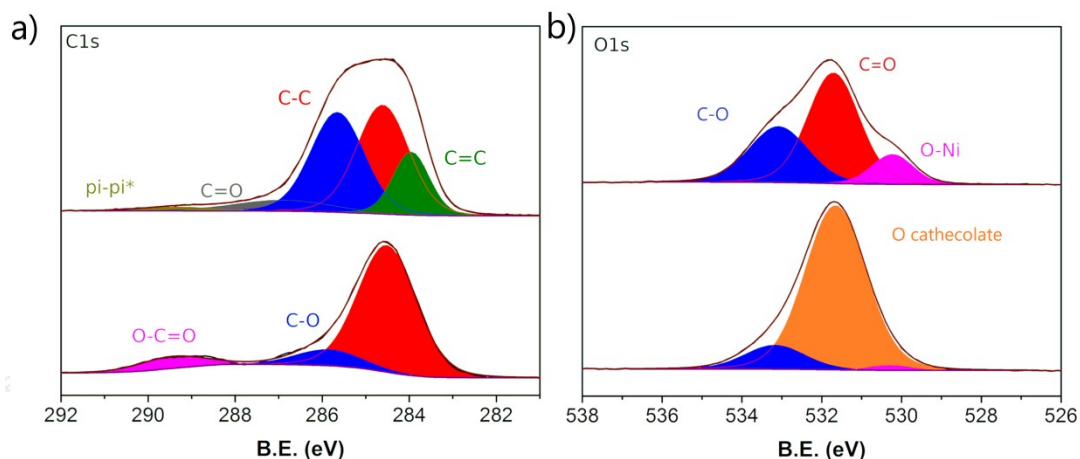 a)
C1s
C-C
C=C
C=O
pi-pi*
O-C=O
C-O
292 290 288 286 284 282
B.E. (eV)
b)
O1s
C=O
C-O
O-Ni
O cathecolate
538 536 534 532 530 528 526
B.E. (eV)